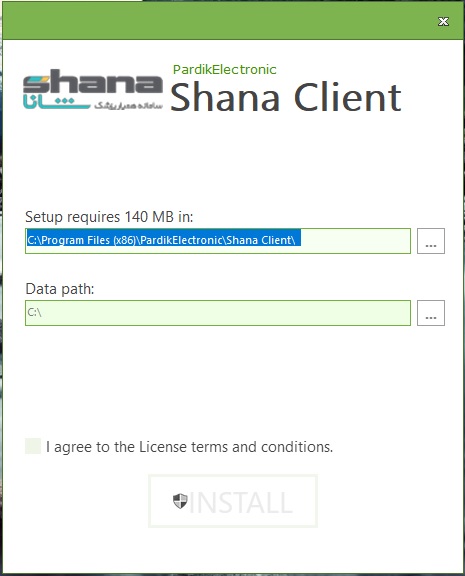 shana
شانا
سامانه همیار پزشک
PardikElectronic
Shana Client
Setup requires 140 MB in:
C:\Program Files (x86)\PardikElectronic\Shana Client\
...
Data path:
C:\
...
I agree to the License terms and conditions.
INSTALL